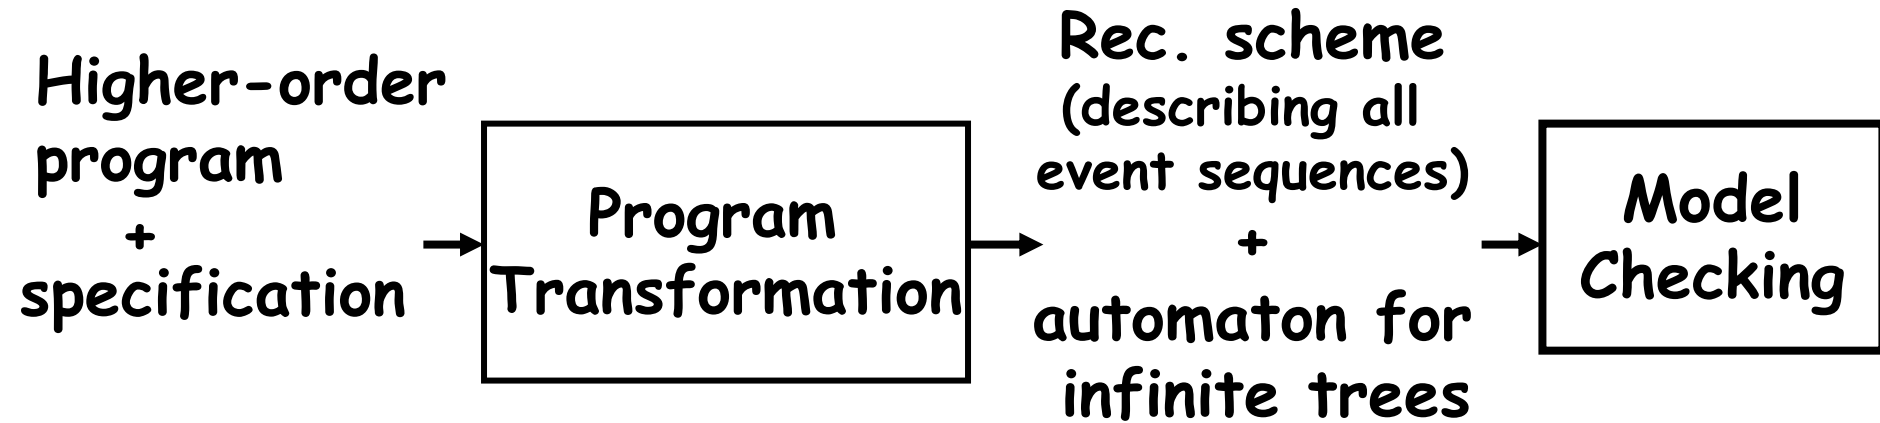 Higher-order
program
+
specification
Program
Transformation
Rec. scheme
(describing all
event sequences)
+
automaton for
infinite trees
Model
Checking